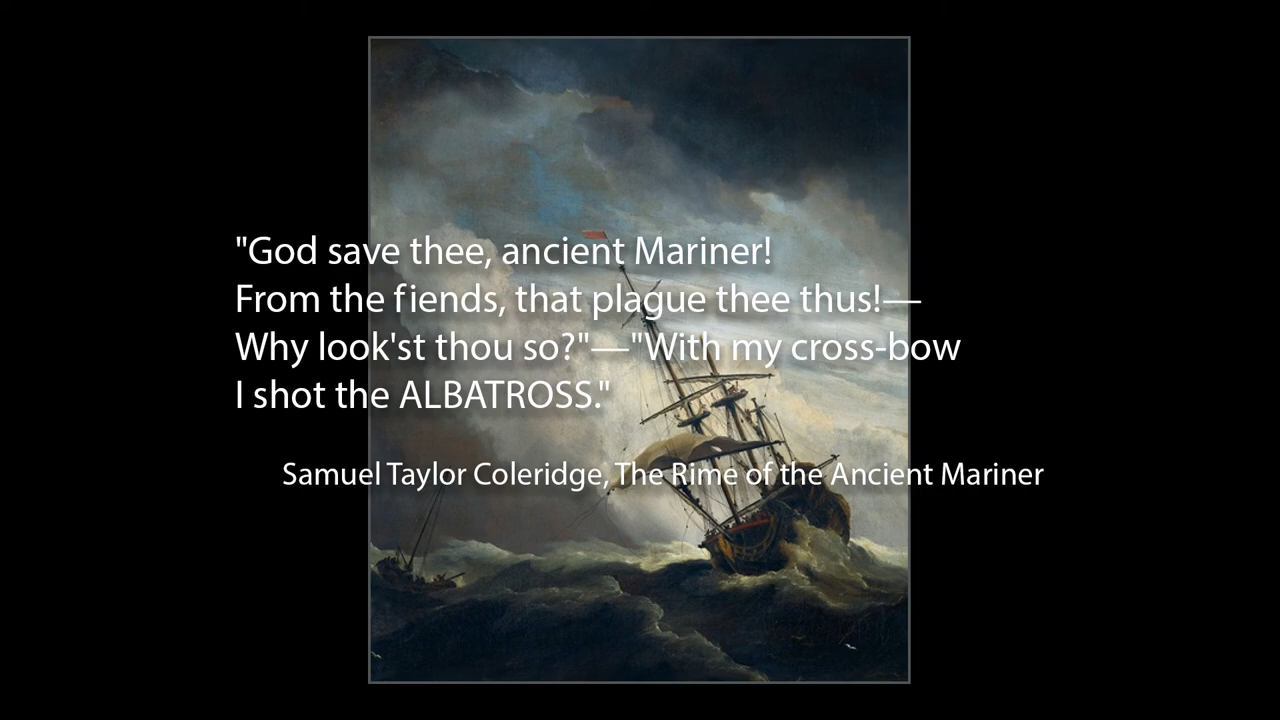 "God save thee, ancient Mariner!
From the fiends, that plague thee thus!—
Why look'st thou so?"—"With my cross-bow
I shot the ALBATROSS."
Samuel Taylor Coleridge, The Rime of the Ancient Mariner